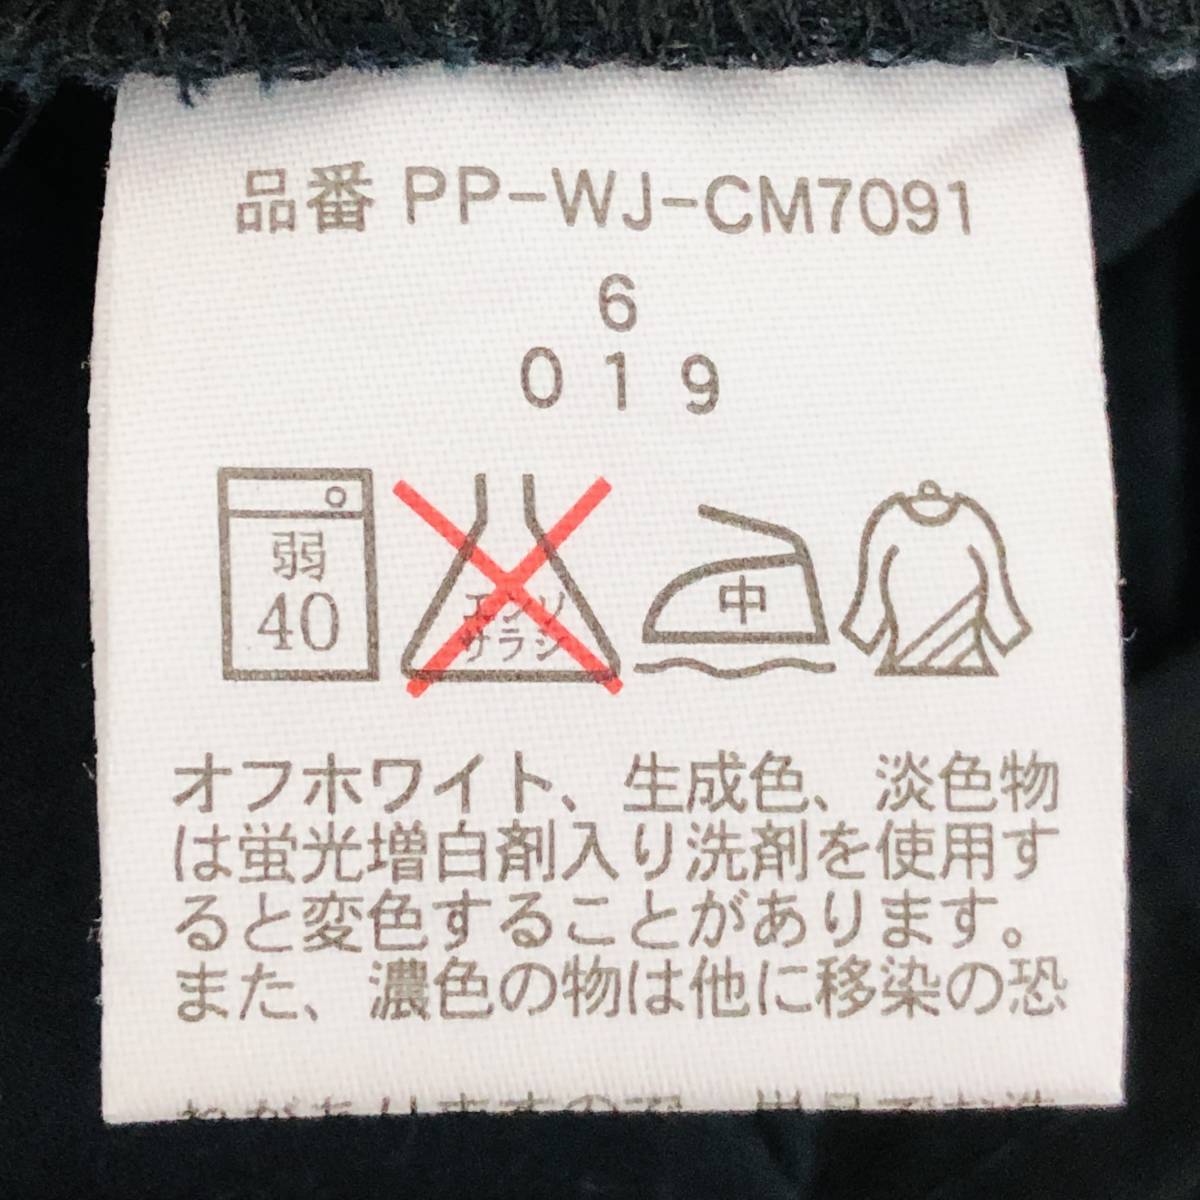 品番 PP-WJ-CM7091
6
019
弱
40
エンソ
サラシ
中
オフホワイト、生成色、淡色物
は蛍光増白剤入り洗剤を使用す
ると変色することがあります。
また、濃色の物は他に移染の恐